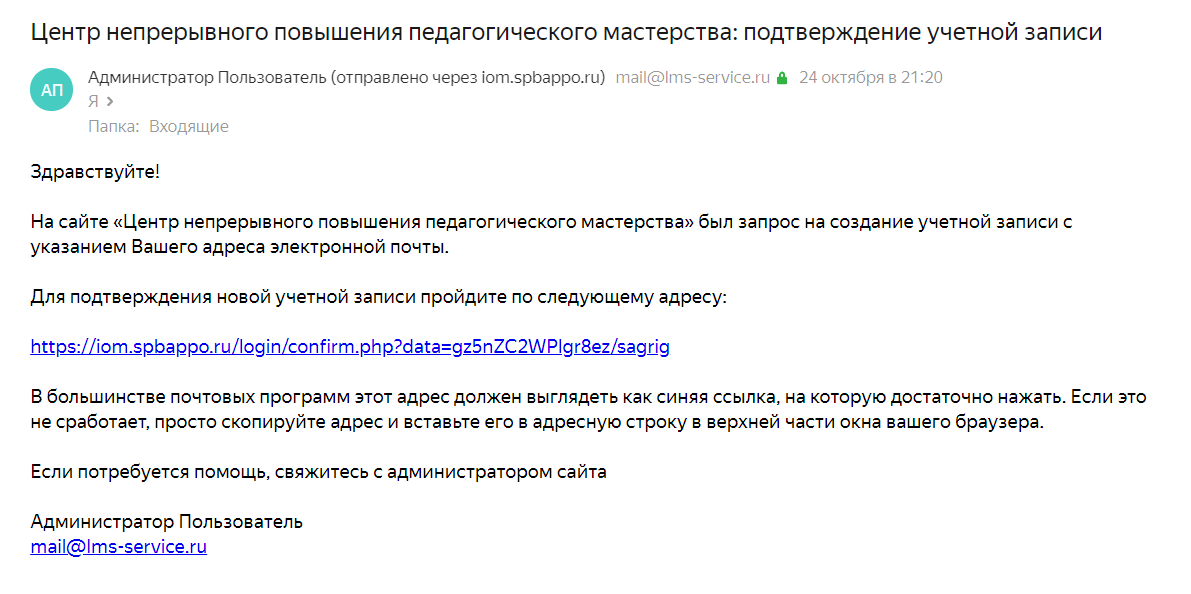 Центр непрерывного повышения педагогического мастерства: подтверждение учетной записи
АП
Администратор Пользователь (отправлено через iom.spbappo.ru) mail@lms-service.ru 24 октября в 21:20
Я >
Папка: Входящие
Здравствуйте!
На сайте «Центр непрерывного повышения педагогического мастерства» был запрос на создание учетной записи с
указанием Вашего адреса электронной почты.
Для подтверждения новой учетной записи пройдите по следующему адресу:
https://iom.spbappo.ru/login/confirm.php?data=gz5nZC2WPlgr8ez/sagrig
В большинстве почтовых программ этот адрес должен выглядеть как синяя ссылка, на которую достаточно нажать. Если это
не сработает, просто скопируйте адрес и вставьте его в адресную строку в верхней части окна вашего браузера.
Если потребуется помощь, свяжитесь с администратором сайта
Администратор Пользователь
mail@lms-service.ru